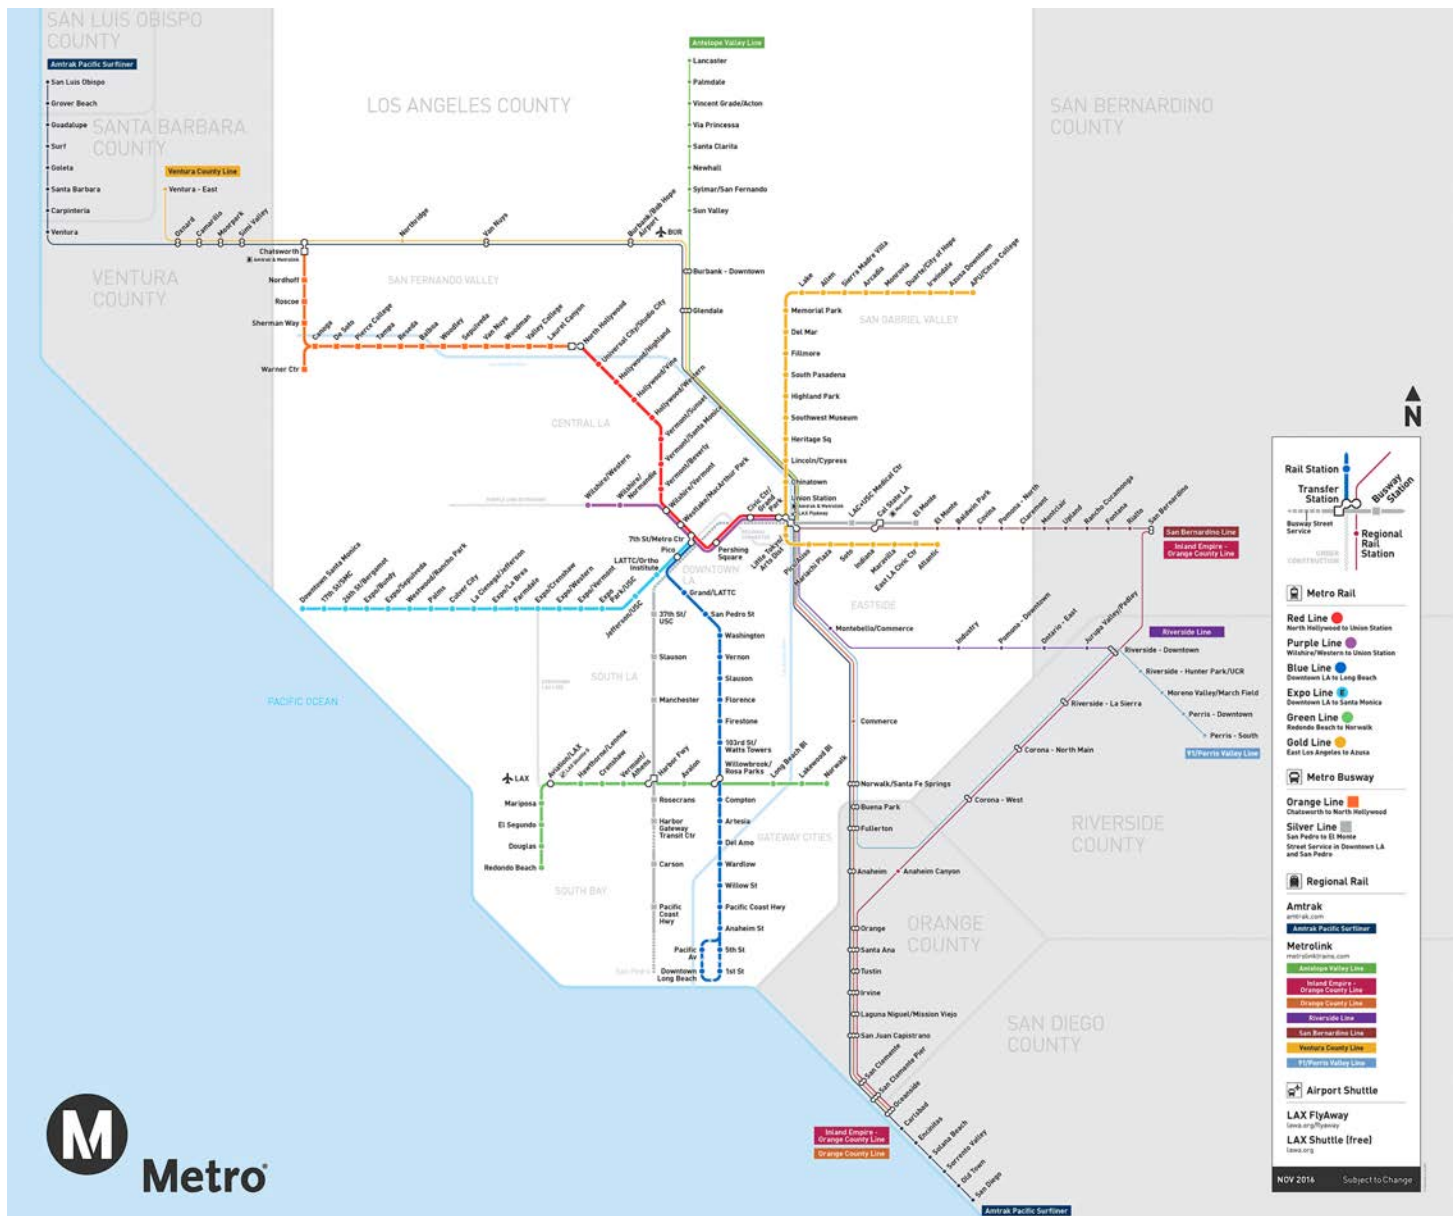 SAN LUIS OBISPO
COUNTY
Amtrak Pacific Surfliner
San Luis Obispo
Grover Beach
Guadalupe
Surf
Goleta
Santa Barbara
Carpinteria
Ventura
SANTA BARBARA
COUNTY
VENTURA
COUNTY
LOS ANGELES COUNTY
SAN BERNARDINO
COUNTY
Ventura County Line
Ventura - East
Oxnard
Camarillo
Moorpark
Simi Valley
Chatsworth
Amtrak & Metrolink
Northridge
Van Nuys
Burbank/Bob Hope
Airport
BUR
Antelope Valley Line
Lancaster
Palmdale
Vincent Grade/Acton
Via Princessa
Santa Clarita
Newhall
Sylmar/San Fernando
Sun Valley
Burbank - Downtown
Glendale
SAN FERNANDO VALLEY
Nordhoff
Roscoe
Sherman Way
Warner Ctr
Canoga
De Soto
Pierce College
Tampa
Reseda
Balboa
Woodley
Sepulveda
Van Nuys
Woodman
Valley College
Laurel Canyon
North Hollywood
Universal City/Studio City
Hollywood/Highland
Hollywood/Vine
Hollywood/Western
Vermont/Sunset
Vermont/Santa Monica
Vermont/Beverly
Wilshire/Vermont
Westlake/MacArthur Park
CENTRAL LA
Wilshire/Western
Wilshire/
Normandie
7th St/Metro Ctr
Pico
Pershing
Square
Civic Ctr/
Grand
Park
Union Station
Amtrak & Metrolink
LAX FlyAway
Lake
Allen
Sierra Madre Villa
Arcadia
Monrovia
Duarte/City of Hope
Irwindale
Azusa Downtown
APU/Citrus College
SAN GABRIEL VALLEY
Memorial Park
Del Mar
Fillmore
South Pasadena
Highland Park
Southwest Museum
Heritage Sq
Lincoln/Cypress
Chinatown
Little Tokyo/
Arts Dist
Pico/Aliso
Mariachi Plaza
Soto
Indiana
Maravilla
East LA Civic Ctr
Atlantic
EASTSIDE
LAC+USC Medical Ctr
Cal State LA
El Monte
El Monte
Baldwin Park
Covina
Pomona - North
Claremont
Montclair
Upland
Rancho Cucamonga
Fontana
Rialto
San Bernardino
San Bernardino Line
Inland Empire -
Orange County Line
DOWNTOWN
LA
LATTC/Ortho
Institute
Jefferson/USC
Expo
Park/USC
Expo/Vermont
Expo/Western
Expo/Crenshaw
Farmdale
Expo/La Brea
La Cienega/Jefferson
Culver City
Palms
Westwood/Rancho Park
Expo/Sepulveda
Expo/Bundy
26th St/Bergamot
17th St/SMC
Downtown Santa Monica
Grand/LATTC
San Pedro St
Washington
Vernon
Slauson
Florence
Firestone
103rd St/
Watts Towers
Willowbrook/
Rosa Parks
Compton
Artesia
Del Amo
Wardlow
Willow St
Pacific Coast Hwy
Anaheim St
5th St
1st St
Pacific
Av
Downtown
Long Beach
37th St/
USC
Slauson
Manchester
Harbor Fwy
Rosecrans
Harbor
Gateway
Transit Ctr
Carson
Pacific
Coast
Hwy
San Pedro
SOUTH LA
SOUTH BAY
GATEWAY CITIES
PACIFIC OCEAN
LAX
Aviation/LAX
LAX Shuttle
Hawthorne/Lennox
Crenshaw
Vermont/
Athens
Avalon
Long Beach Bl
Lakewood Bl
Norwalk
Mariposa
El Segundo
Douglas
Redondo Beach
Montebello/Commerce
Industry
Pomona - Downtown
Ontario - East
Jurupa Valley/Pedley
Riverside Line
Riverside - Downtown
Riverside - Hunter Park/UCR
Moreno Valley/March Field
Perris - Downtown
Perris - South
91/Perris Valley Line
Riverside - La Sierra
Corona - North Main
Corona - West
Anaheim Canyon
Commerce
Norwalk/Santa Fe Springs
Buena Park
Fullerton
Anaheim
Orange
Santa Ana
Tustin
Irvine
Laguna Niguel/Mission Viejo
San Juan Capistrano
San Clemente
San Clemente Pier
Oceanside
Carlsbad
Encinitas
Solana Beach
Sorrento Valley
Old Town
San Diego
Amtrak Pacific Surfliner
Inland Empire -
Orange County Line
Orange County Line
RIVERSIDE
COUNTY
ORANGE
COUNTY
SAN DIEGO
COUNTY
M
Metro
N
Rail Station
Transfer
Station
Busway
Station
Busway Street
Service
Regional
Rail
Station
UNDER
CONSTRUCTION
Metro Rail
Red Line
North Hollywood to Union Station
Purple Line
Wilshire/Western to Union Station
Blue Line
Downtown LA to Long Beach
Expo Line E
Downtown LA to Santa Monica
Green Line
Redondo Beach to Norwalk
Gold Line
East Los Angeles to Azusa
Metro Busway
Orange Line
Chatsworth to North Hollywood
Silver Line
San Pedro to El Monte
Street Service in Downtown LA
and San Pedro
Regional Rail
Amtrak
amtrak.com
Amtrak Pacific Surfliner
Metrolink
metrolinktrains.com
Antelope Valley Line
Inland Empire -
Orange County Line
Orange County Line
Riverside Line
San Bernardino Line
Ventura County Line
91/Perris Valley Line
Airport Shuttle
LAX FlyAway
lawa.org/flyaway
LAX Shuttle (free)
lawa.org
NOV 2016
Subject to Change